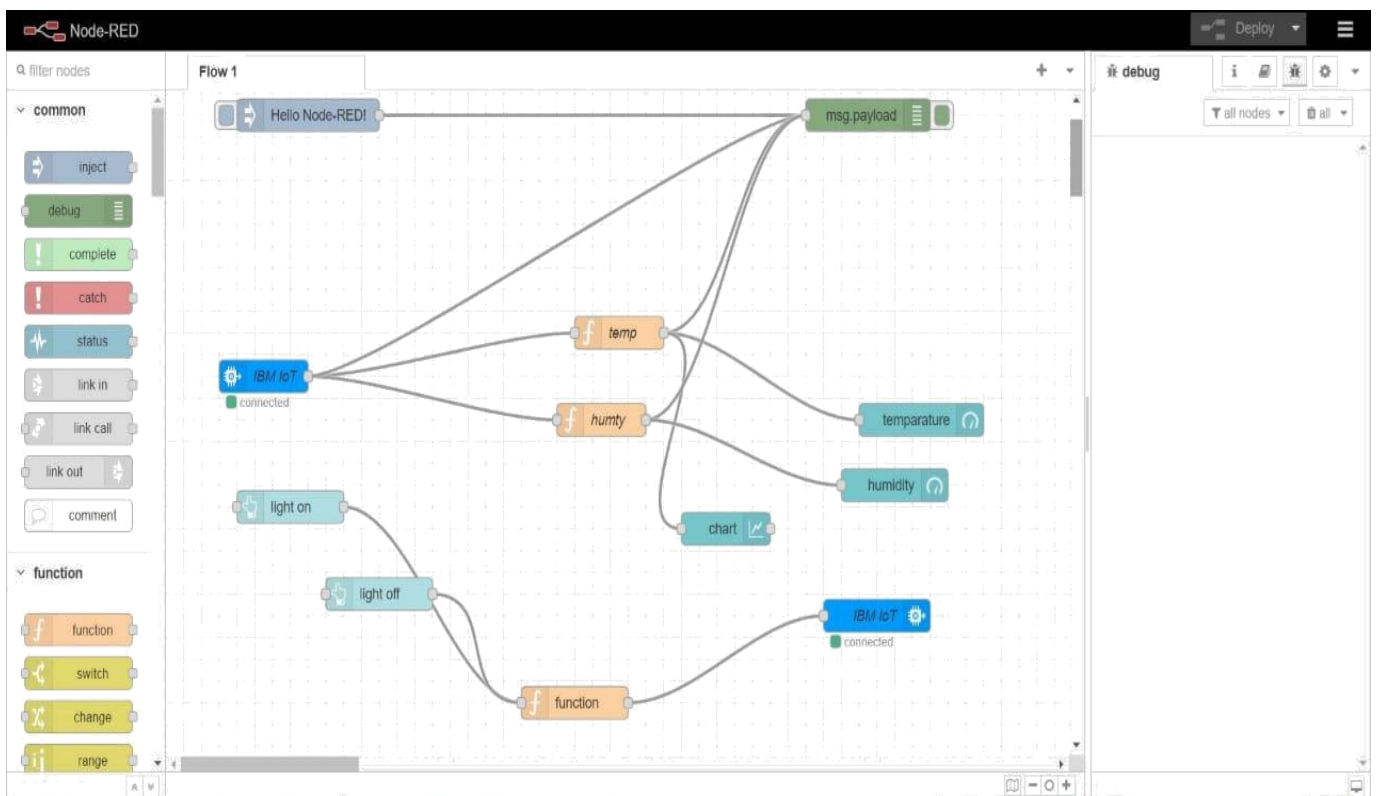 Node-RED
Deploy
filter nodes
Flow 1
debug
i
all nodes
all
common
inject
debug
complete
catch
status
link in
link call
link out
comment
function
function
switch
change
range
Hello Node-RED!
msg.payload
temp
IBM IoT
connected
humty
temparature
humidity
light on
chart
light off
IBM IoT
connected
function